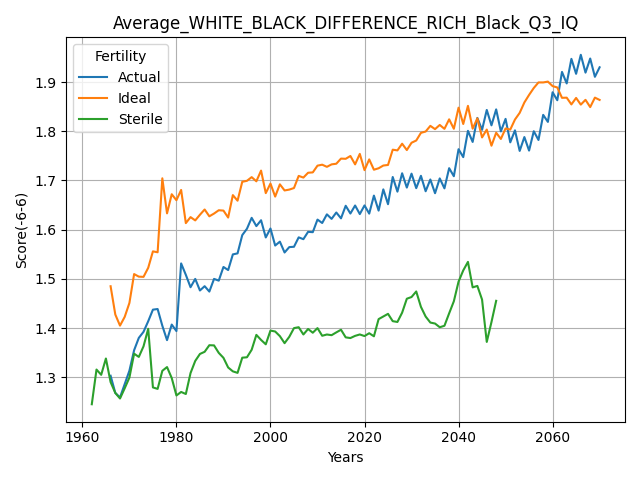 Average_WHITE_BLACK_DIFFERENCE_RICH_Black_Q3_IQ
Fertility
Actual
Ideal
Sterile
Score(-6-6)
1.9
1.8
1.7
1.6
1.5
1.4
1.3
1960 1980 2000 2020 2040 2060
Years